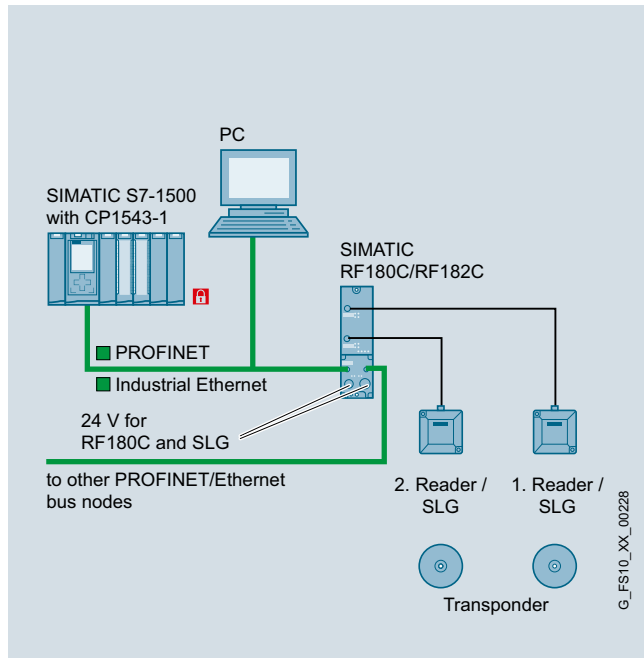 PC
SIMATIC S7-1500
with CP1543-1
SIMATIC
RF180C/RF182C
PROFINET
Industrial Ethernet
24 V for
RF180C and SLG
to other PROFINET/Ethernet
bus nodes
2. Reader /
SLG
1. Reader /
SLG
Transponder
G_FS10_XX_00228